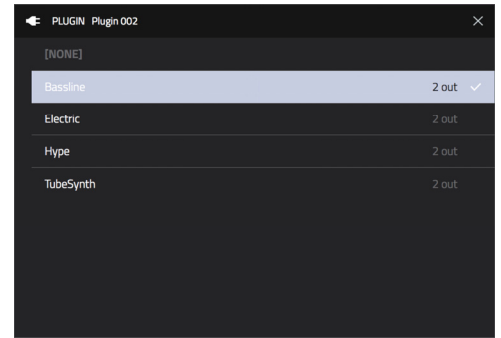 PLUGIN Plugin 002
[NONE]
Bassline 2 out
Electric 2 out
Hype 2 out
TubeSynth 2 out